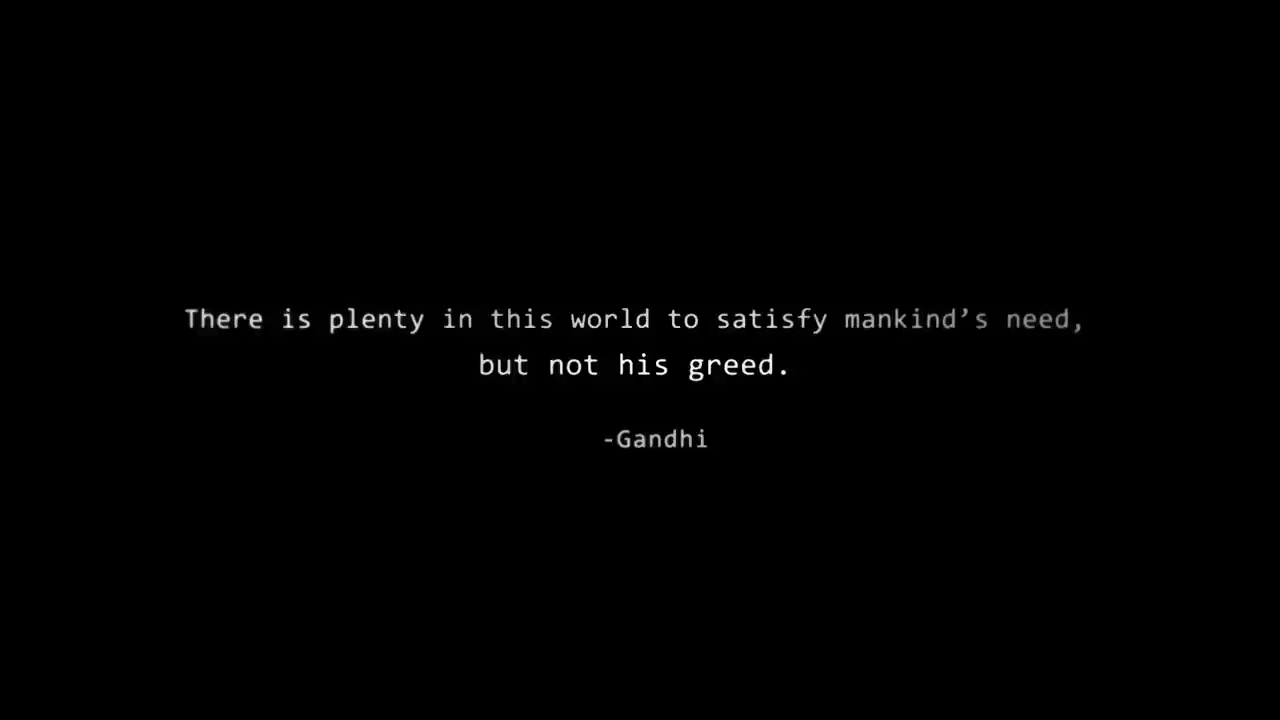 There is plenty in this world to satisfy mankind’s need,
but not his greed.
-Gandhi